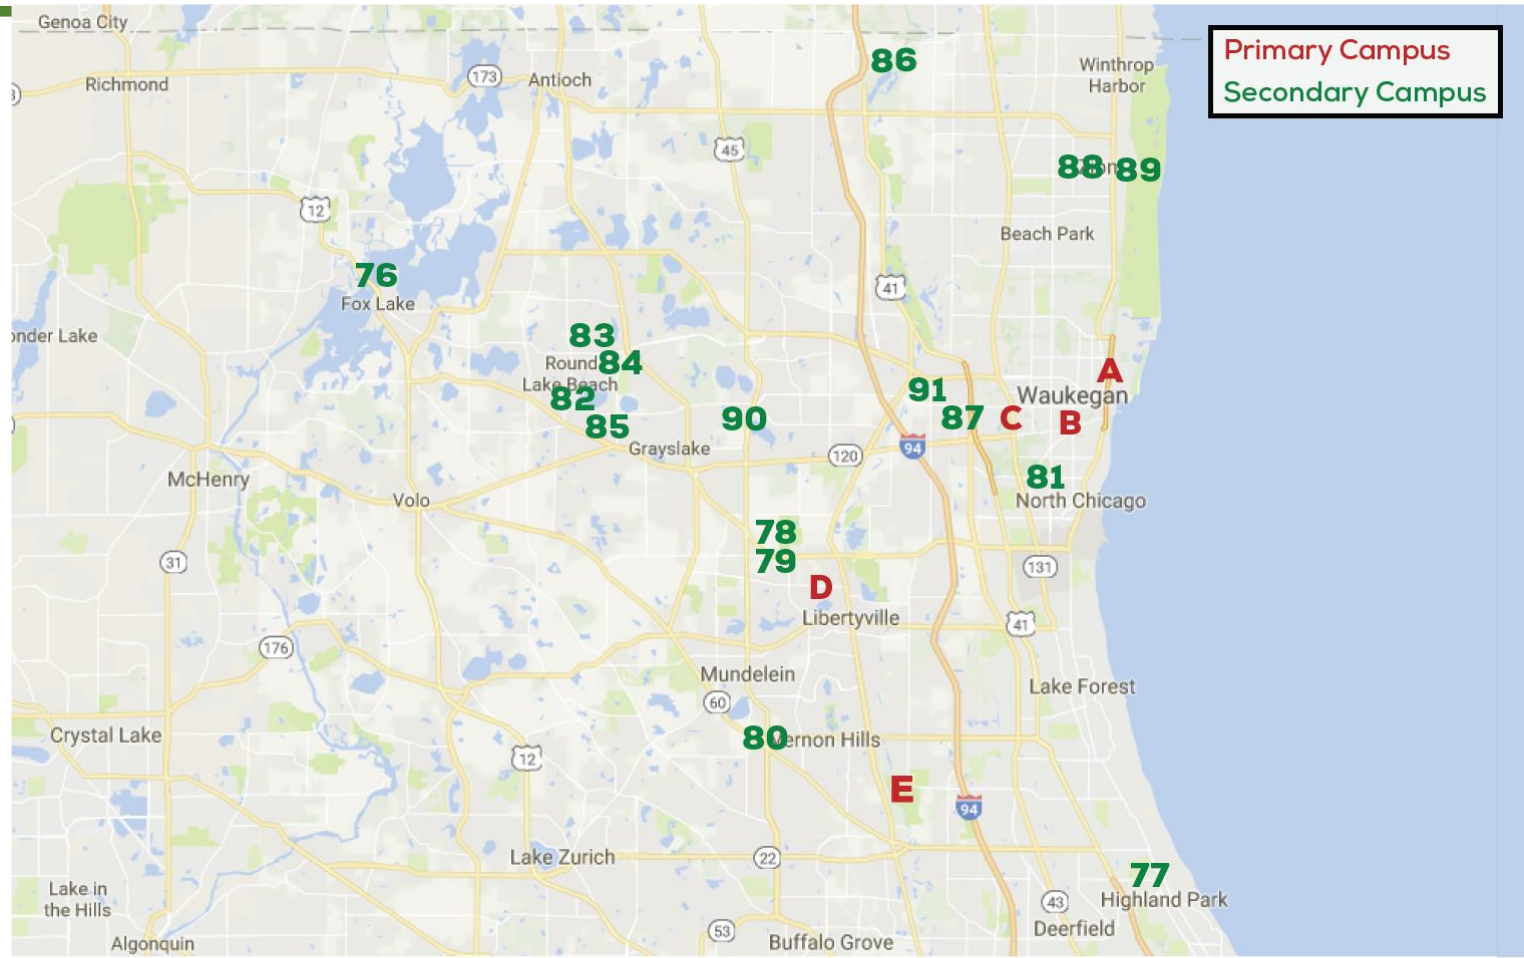 Genoa City
Richmond
173
Antioch
86
Winthrop
Harbor
Primary Campus
Secondary Campus
45
88
89
12
Beach Park
76
Fox Lake
41
onder Lake
83
Round
84
Lake Beach
82
85
90
91
87
C
A
Waukegan
B
Grayslake
120
94
81
North Chicago
McHenry
Volo
78
79
D
31
131
Libertyville
41
176
Mundelein
60
Lake Forest
Crystal Lake
80
ernon Hills
12
E
94
Lake Zurich
22
77
Highland Park
Lake in
the Hills
43
Deerfield
Algonquin
53
Buffalo Grove